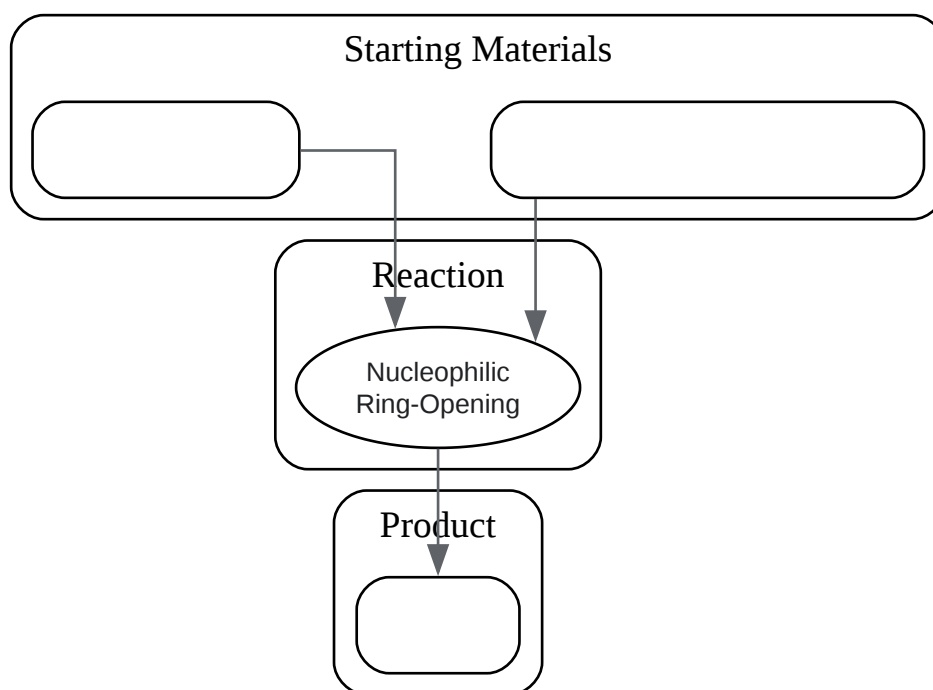 Starting Materials
Reaction
Nucleophilic
Ring-Opening
Product